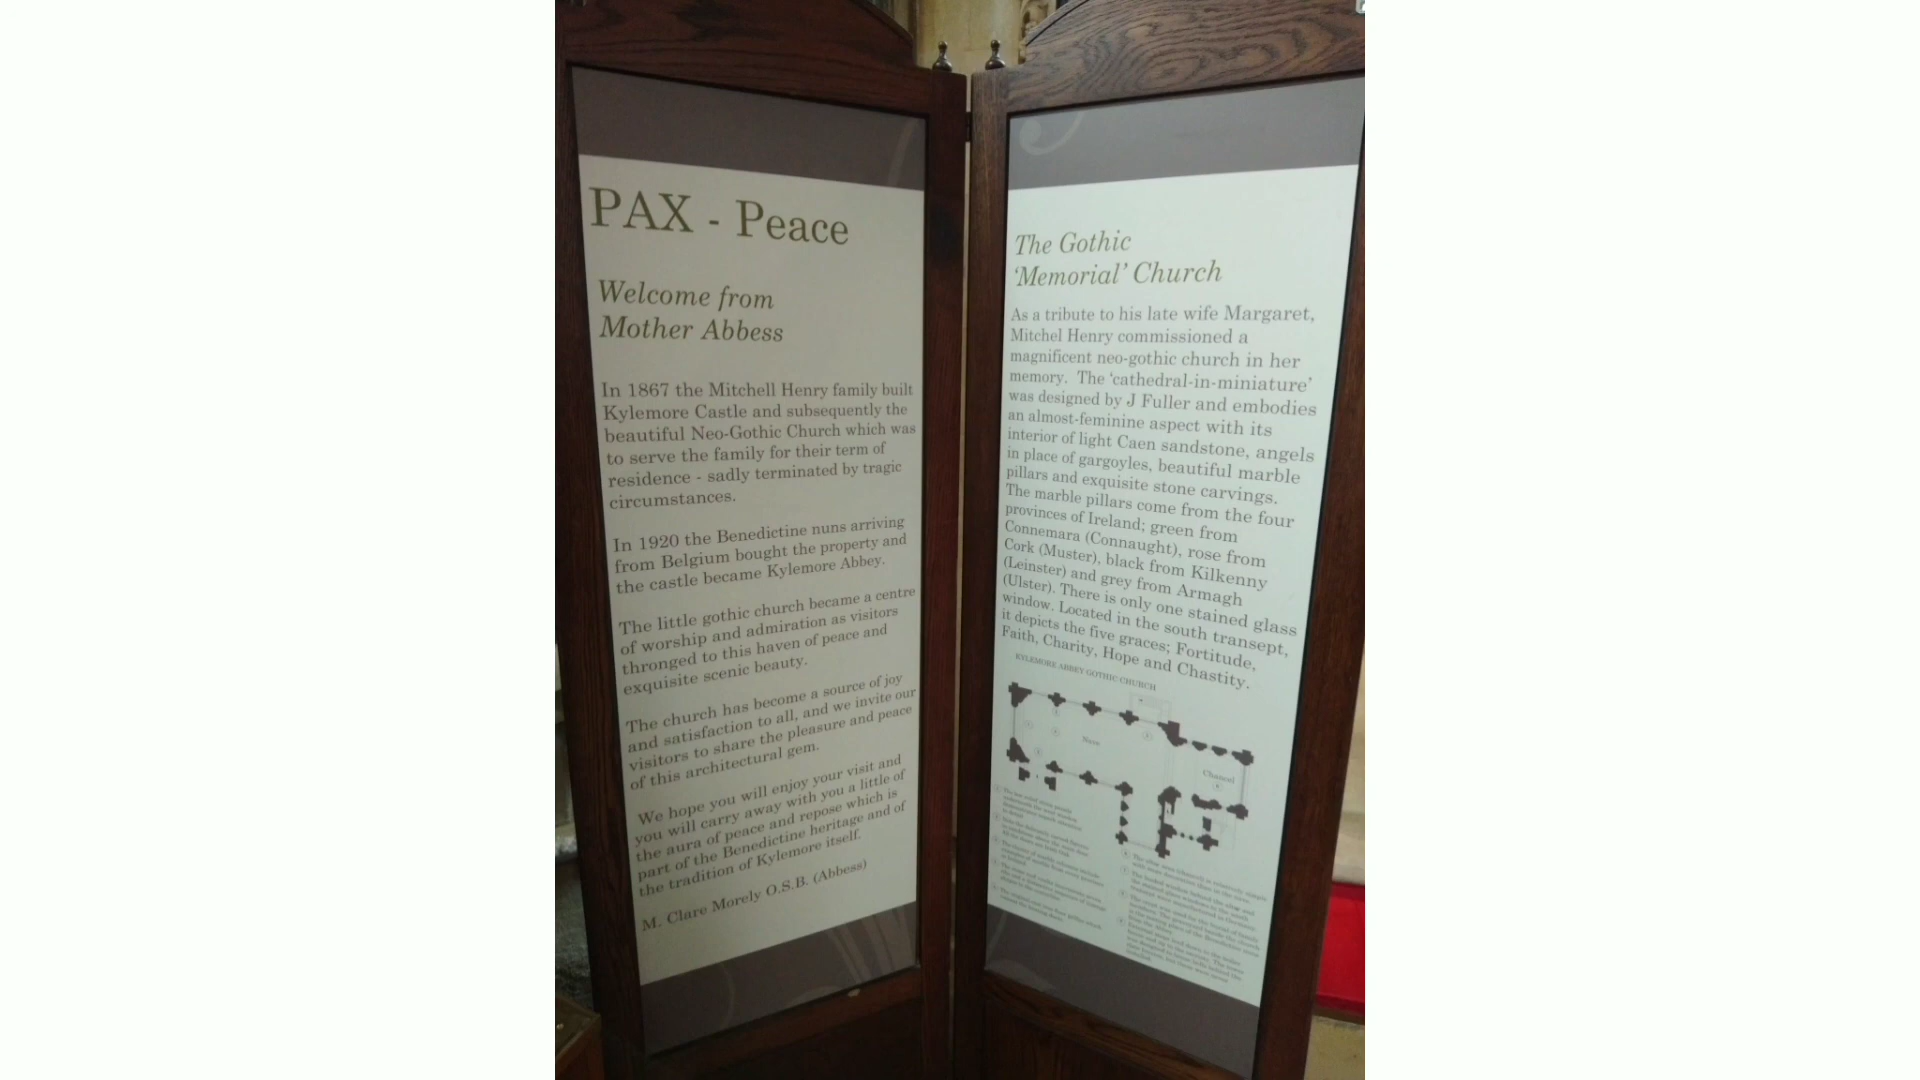 PAX - Peace
Welcome from
Mother Abbess
In 1867 the Mitchell Henry family built
Kylemore Castle and subsequently the
beautiful Neo-Gothic Church which was
to serve the family for their term of
residence - sadly terminated by tragic
circumstances.
In 1920 the Benedictine nuns arriving
from Belgium bought the property and
the castle became Kylemore Abbey.
The little gothic church became a centre
of worship and admiration as visitors
thronged to this haven of peace and
exquisite scenic beauty.
The church has become a source of joy
and satisfaction to all, and we invite our
visitors to share the pleasure and peace
of this architectural gem.
We hope you will enjoy your visit and
you will carry away with you a little of
the aura of peace and repose which is
part of the Benedictine heritage and of
the tradition of Kylemore itself.
M. Clare Morely O.S.B. (Abbess)
The Gothic
'Memorial' Church
As a tribute to his late wife Margaret,
Mitchel Henry commissioned a
magnificent neo-gothic church in her
memory. The 'cathedral-in-miniature'
was designed by J Fuller and embodies
an almost-feminine aspect with its
interior of light Caen sandstone, angels
in place of gargoyles, beautiful marble
pillars and exquisite stone carvings.
The marble pillars come from the four
provinces of Ireland; green from
Connemara (Connaught), rose from
Cork (Muster), black from Kilkenny
(Leinster) and grey from Armagh
(Ulster). There is only one stained glass
window. Located in the south transept,
it depicts the five graces; Fortitude,
Faith, Charity, Hope and Chastity.
KYLEMORE ABBEY GOTHIC CHURCH
Nave
Chancel